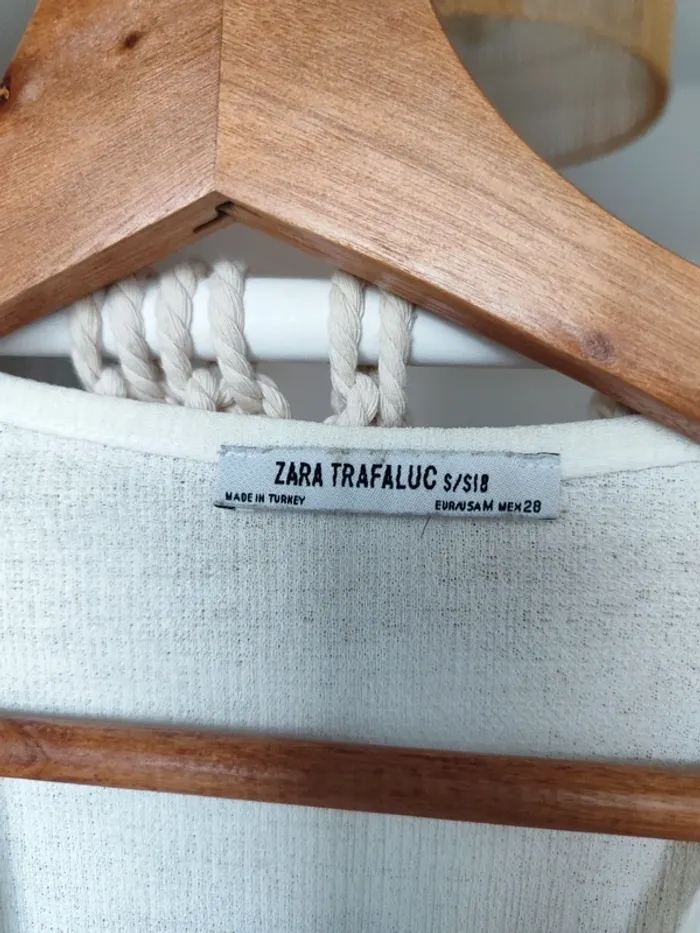 ZARA TRAFALUC S/S18
MADE IN TURKEY EUR/USA M MEX 28